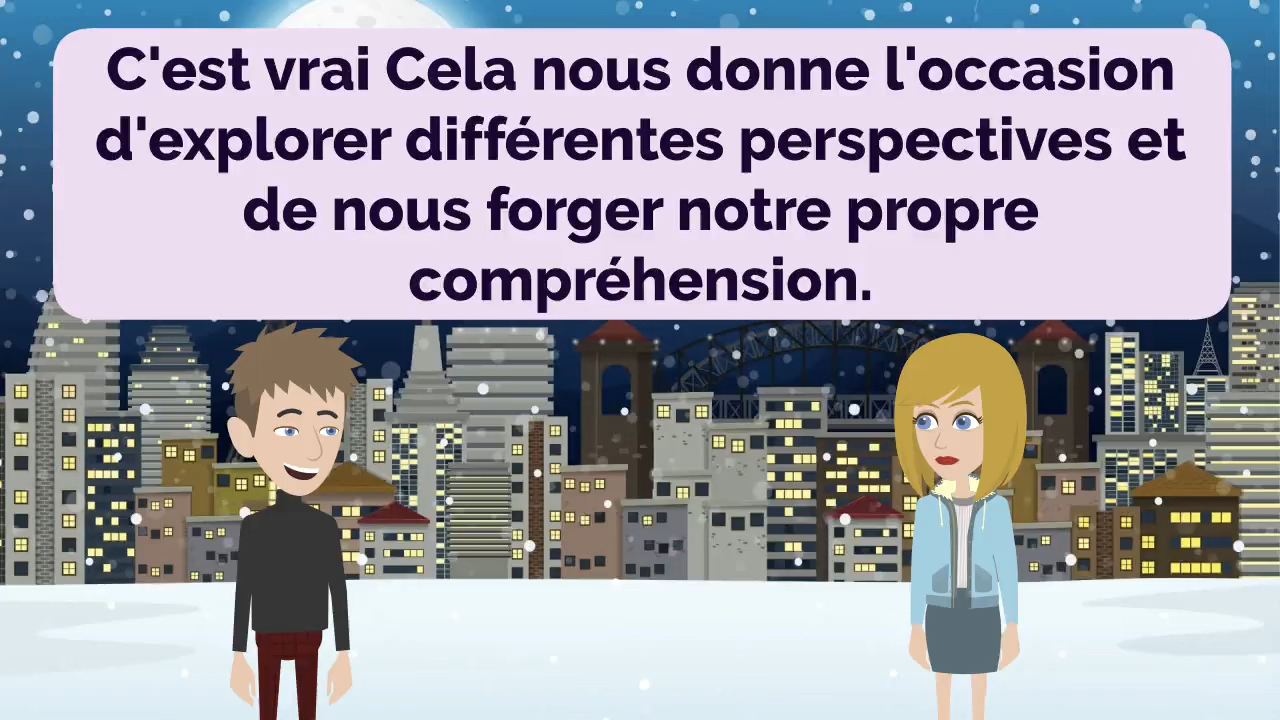 C'est vrai Cela nous donne l'occasion
d'explorer différentes perspectives et
de nous forger notre propre
compréhension.